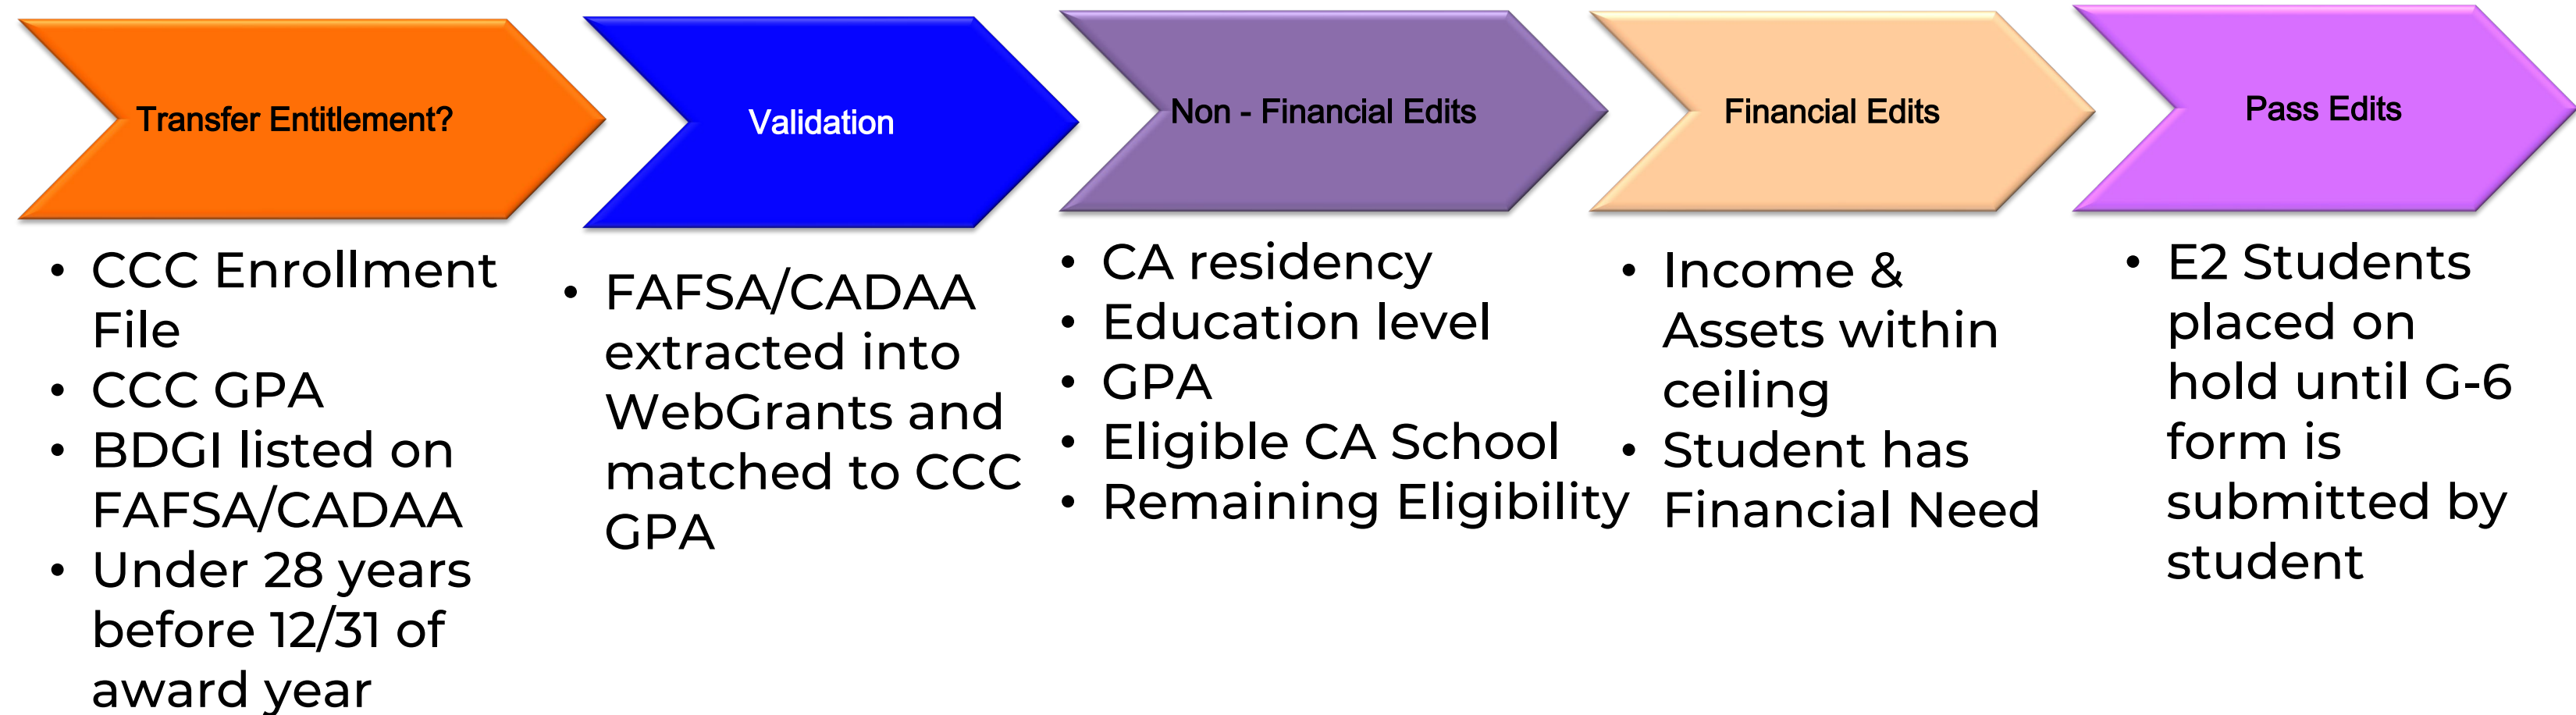 Transfer Entitlement?
• CCC Enrollment
File
• CCC GPA
• BDGI listed on
FAFSA/CADAA
• Under 28 years
before 12/31 of
award year
Validation
• FAFSA/CADAA
extracted into
WebGrants and
matched to CCC
GPA
Non - Financial Edits
• CA residency
• Education level
• GPA
• Eligible CA School
• Remaining Eligibility
Financial Edits
• Income &
Assets within
ceiling
• Student has
Financial Need
Pass Edits
• E2 Students
placed on
hold until G-6
form is
submitted by
student